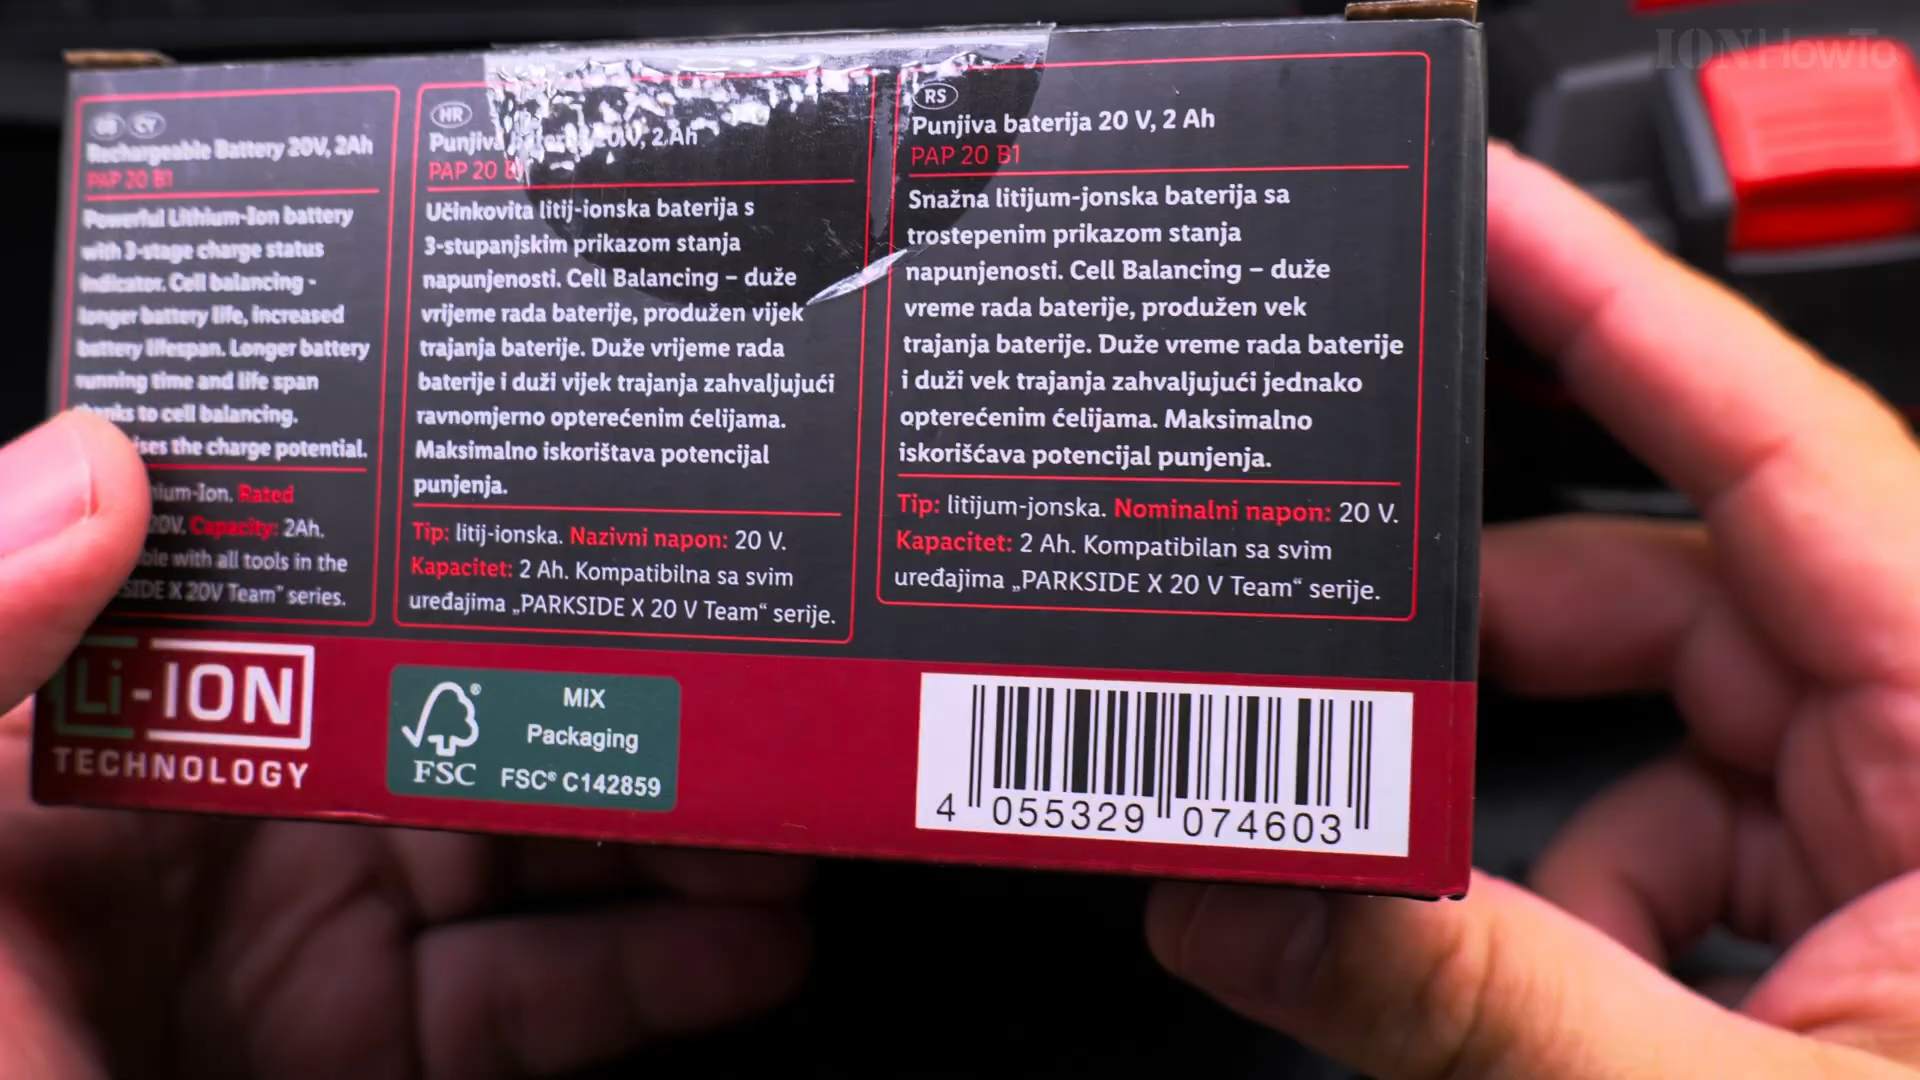 ION HowTo
GB CY
Rechargeable Battery 20V, 2Ah
PAP 20 B1
Powerful Lithium-Ion battery
with 3-stage charge status
indicator. Cell balancing -
longer battery life, increased
battery lifespan. Longer battery
running time and life span
thanks to cell balancing.
the charge potential.
Rated
20V. Capacity: 2Ah.
with all tools in the
X 20V Team" series.
HR
Punjiva baterija 20 V, 2 Ah
PAP 20 B1
Učinkovita litij-ionska baterija s
3-stupanjskim prikazom stanja
napunjenosti. Cell Balancing – duže
vrijeme rada baterije, produžen vijek
trajanja baterije. Duže vrijeme rada
baterije i duži vijek trajanja zahvaljujući
ravnomjerno opterećenim ćelijama.
Maksimalno iskorištava potencijal
punjenja.
Tip: litij-ionska. Nazivni napon: 20 V.
Kapacitet: 2 Ah. Kompatibilna sa svim
uređajima „PARKSIDE X 20 V Team“ serije.
RS
Punjiva baterija 20 V, 2 Ah
PAP 20 B1
Snažna litijum-jonska baterija sa
trostepenim prikazom stanja
napunjenosti. Cell Balancing – duže
vreme rada baterije, produžen vek
trajanja baterije. Duže vreme rada baterije
i duži vek trajanja zahvaljujući jednako
opterećenim ćelijama. Maksimalno
iskorišćava potencijal punjenja.
Tip: litijum-jonska. Nominalni napon: 20 V.
Kapacitet: 2 Ah. Kompatibilan sa svim
uređajima „PARKSIDE X 20 V Team“ serije.
Li-ION
TECHNOLOGY
FSC
MIX
Packaging
FSC® C142859
4 055329 074603